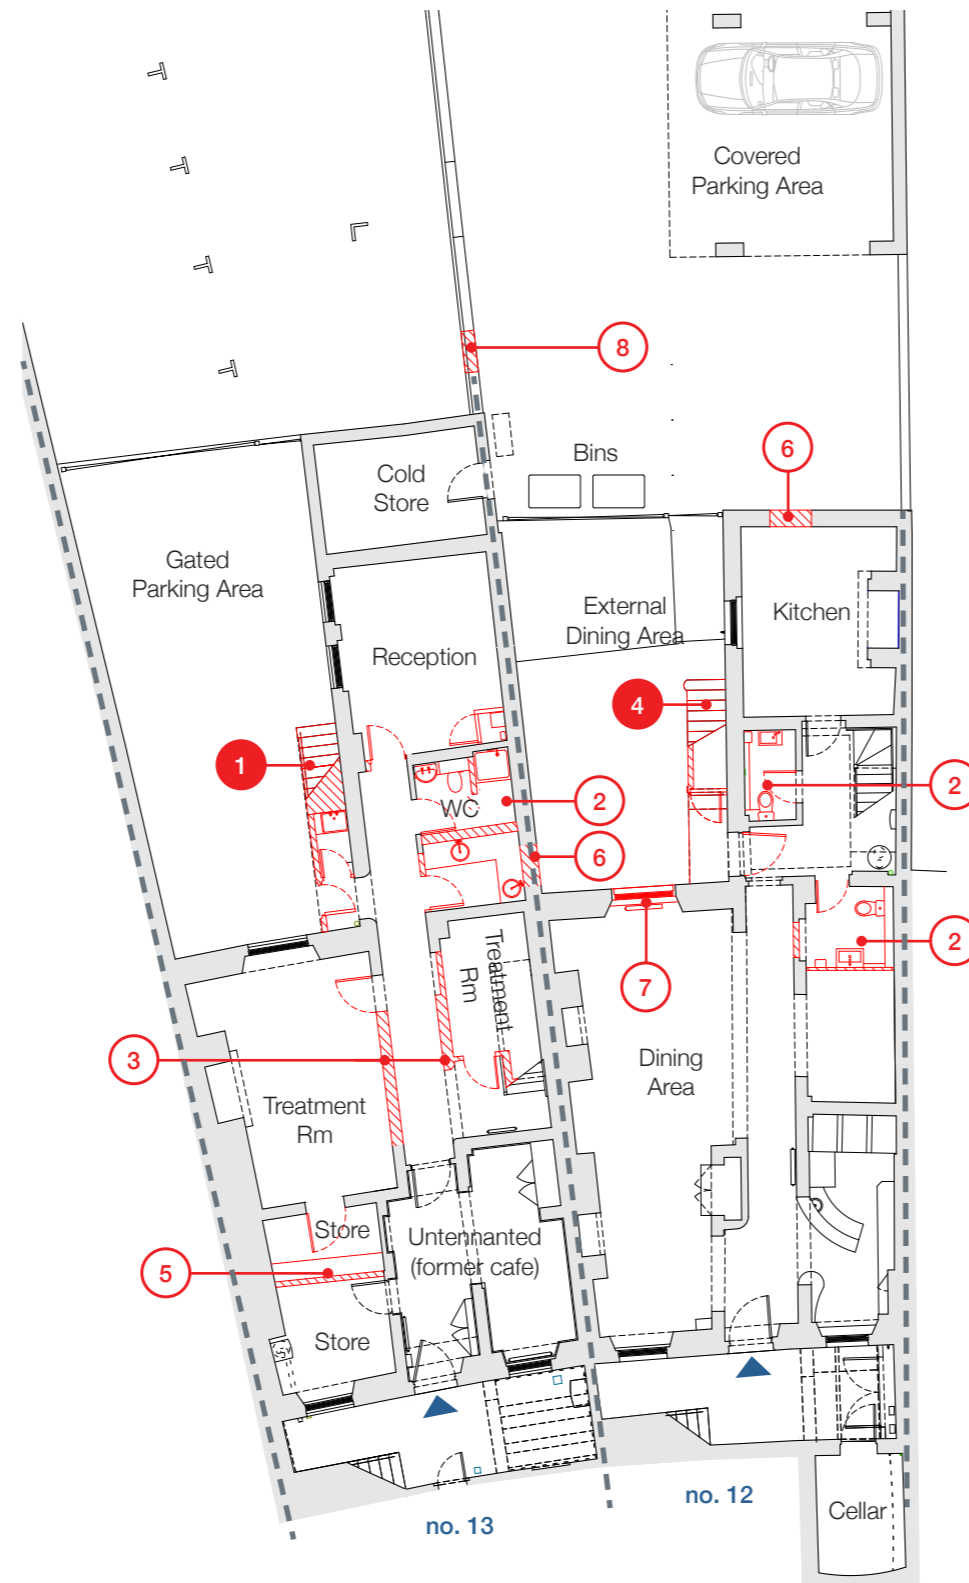 Covered
Parking Area
8
6
Bins
Cold
Store
Gated
Parking Area
External
Dining Area
Kitchen
Reception
4
1
2
2
WC
6
2
7
Treatment
Rm
3
Dining
Area
Treatment
Rm
Store
Untennanted
(former cafe)
5
Store
no. 12
no. 13
Cellar